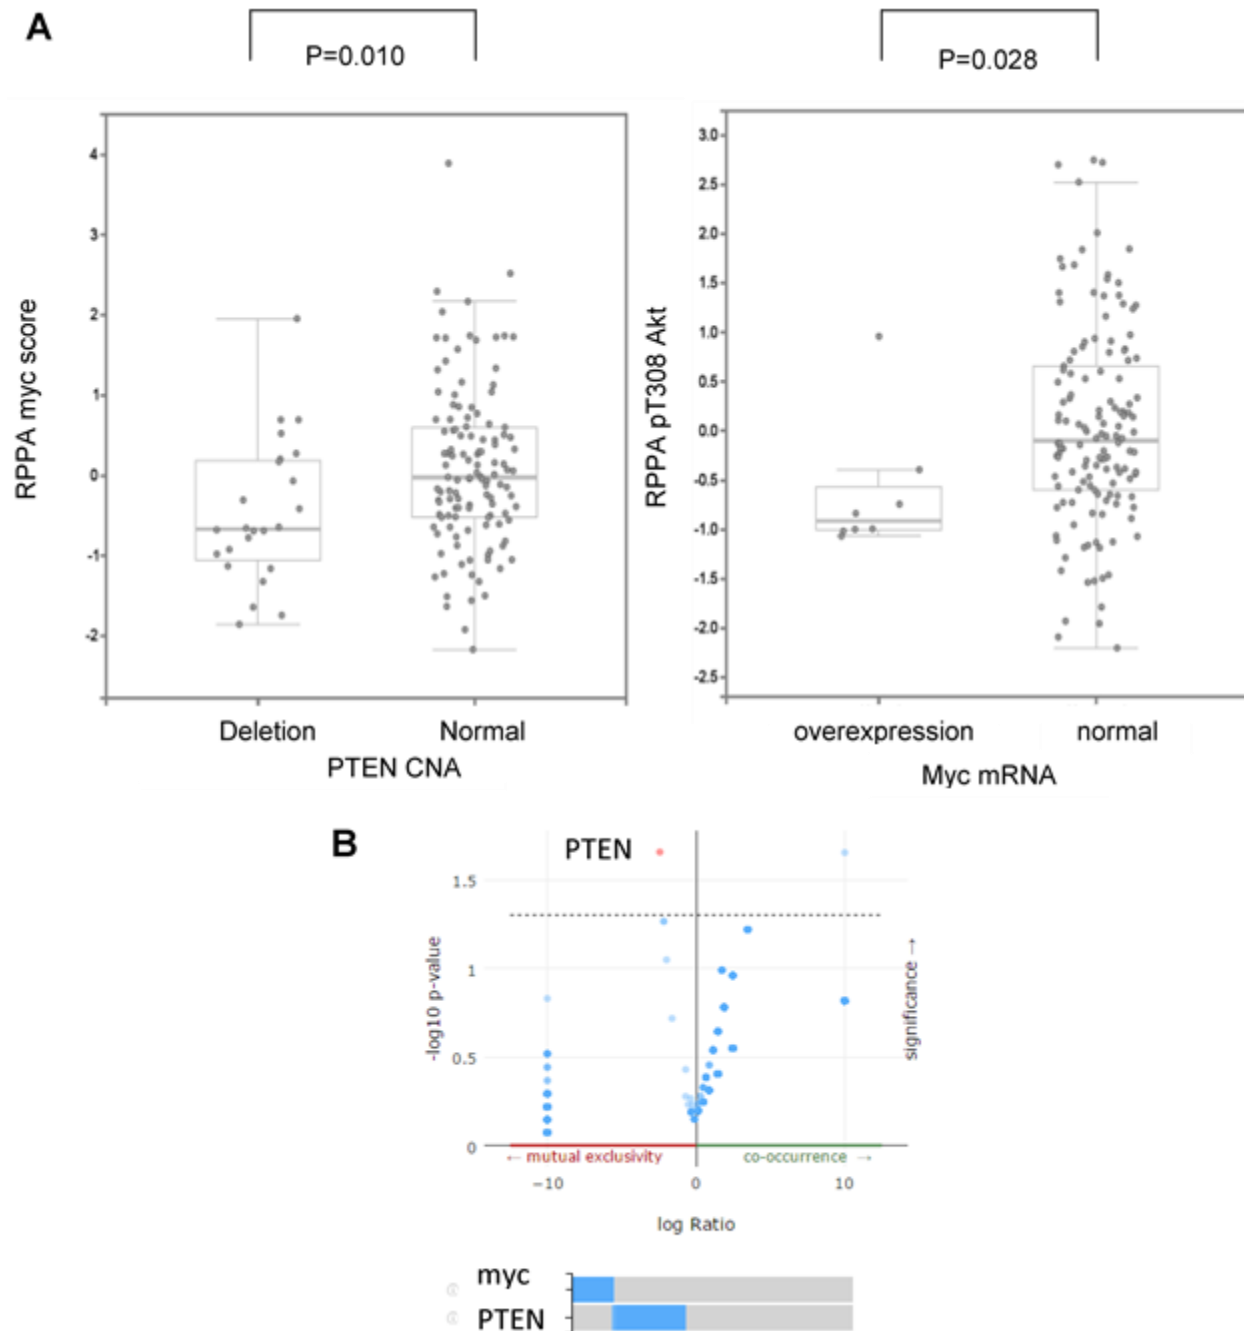 A
P=0.010
P=0.028
RPPA myc score
4
3
2
1
0
-1
-2
Deletion
Normal
PTEN CNA
RPPA pT308 Akt
3.0
2.5
2.0
1.5
1.0
0.5
0.0
-0.5
-1.0
-1.5
-2.0
-2.5
overexpression
normal
Myc mRNA
B
PTEN
-log10 p-value
1.5
1
0.5
0
significance →
← mutual exclusivity
co-occurrence →
−10
0
10
log Ratio
myc
PTEN